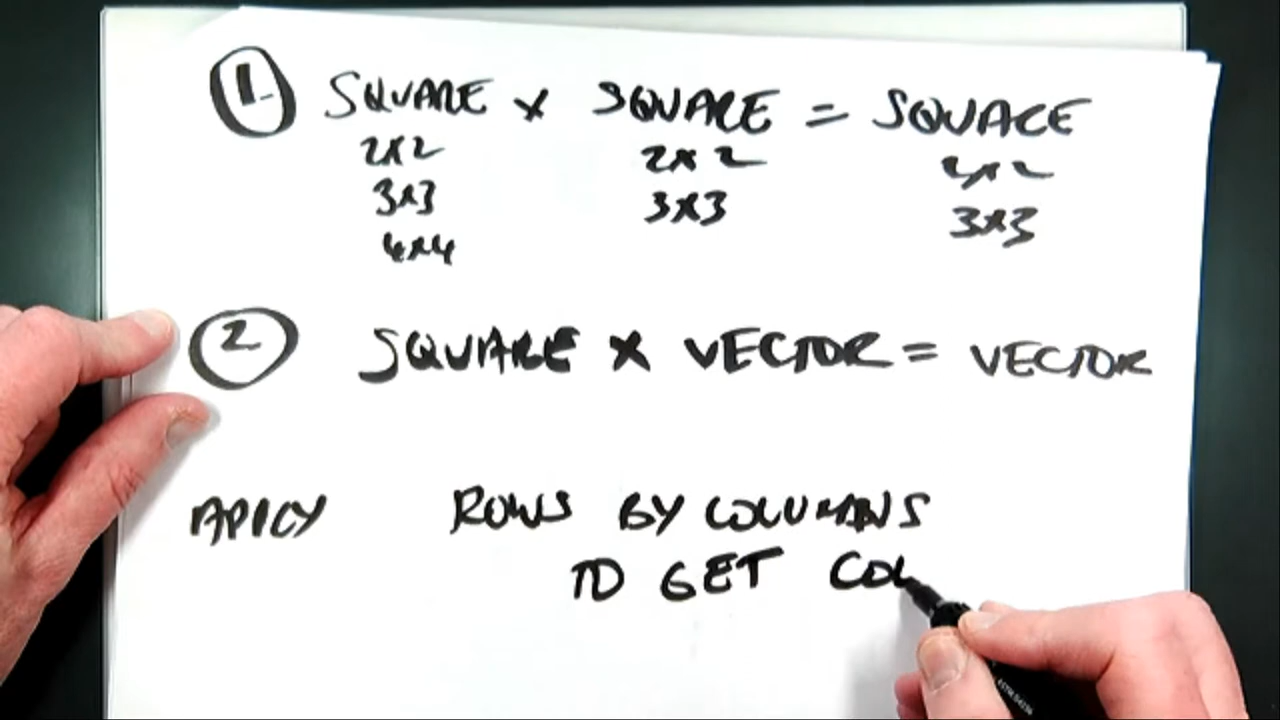 1. SQUARE x SQUARE = SQUARE
2x2 2x2 2x2
3x3 3x3 3x3
4x4
2 SQUARE x VECTOR = VECTOR
APPLY ROWS BY COLUMNS
TO GET COL